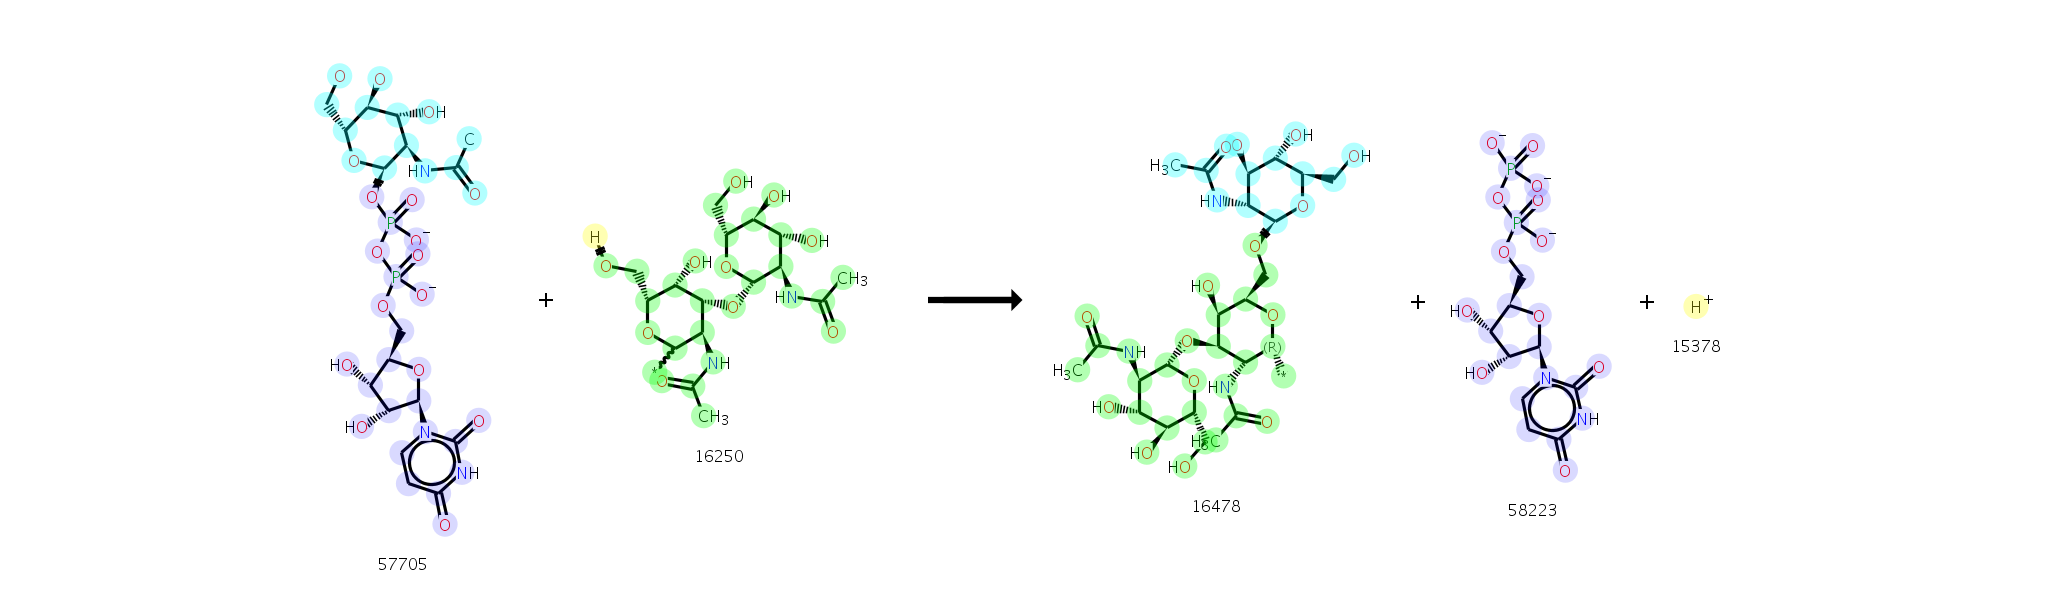 O O
OH
C
O HN O
O O
P
O O⁻
O
P
O O⁻
HO O
HO
N O
NH
O
57705
+
OH
OH
H OH
O OH
O HN CH₃
O O
O
NH
* O
CH₃
16250
OH
O O OH
H₃C
HN O
O
HO
O O
O NH (R)
H₃C *
O HN
HO O
H₃C
HO
HO
16478
+
O⁻ O
P
O O⁻
O
P
O O⁻
HO O
HO
N O
NH
O
58223
+
H⁺
15378